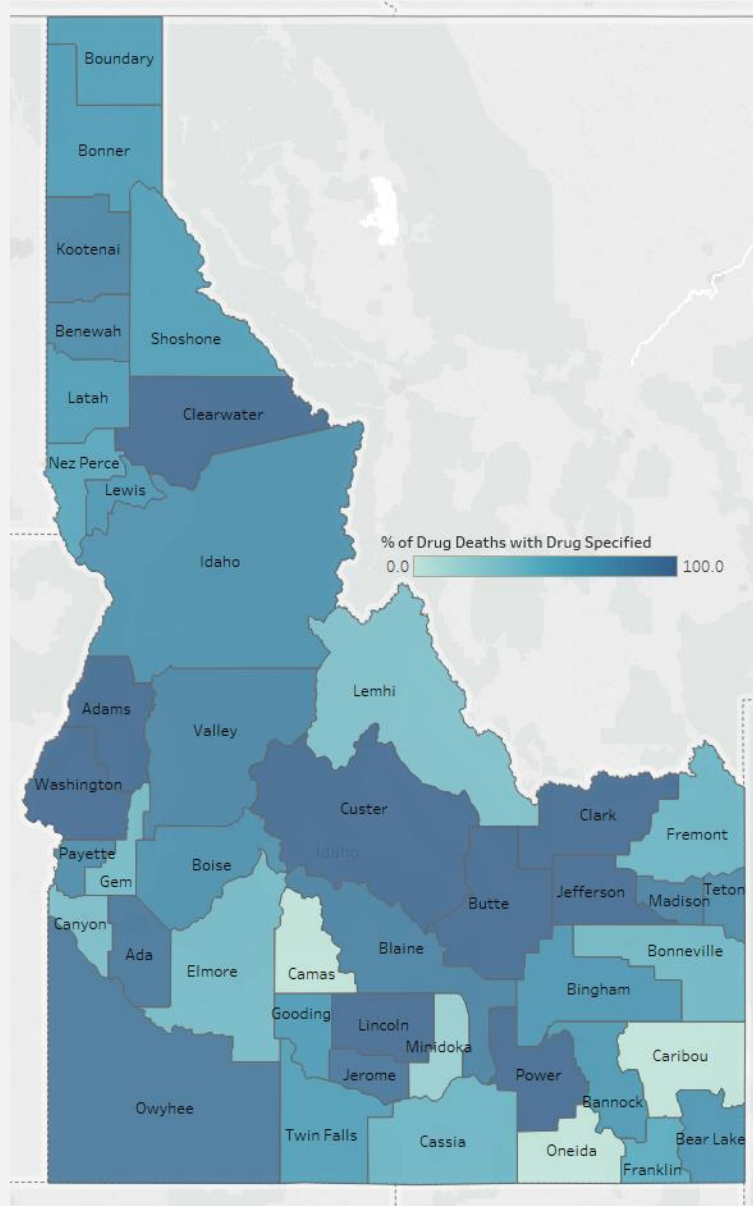 Boundary
Bonner
Kootenai
Benewah
Shoshone
Latah
Clearwater
Nez Perce
Lewis
Idaho
% of Drug Deaths with Drug Specified
0.0 100.0
Lemhi
Adams
Valley
Washington
Custer
Clark
Fremont
Idaho
Payette
Boise
Gem
Butte
Jefferson
Madison
Teton
Canyon
Ada
Elmore
Camas
Blaine
Bonneville
Bingham
Gooding
Lincoln
Minidoka
Caribou
Jerome
Power
Bannock
Owyhee
Twin Falls
Cassia
Oneida
Franklin
Bear Lake